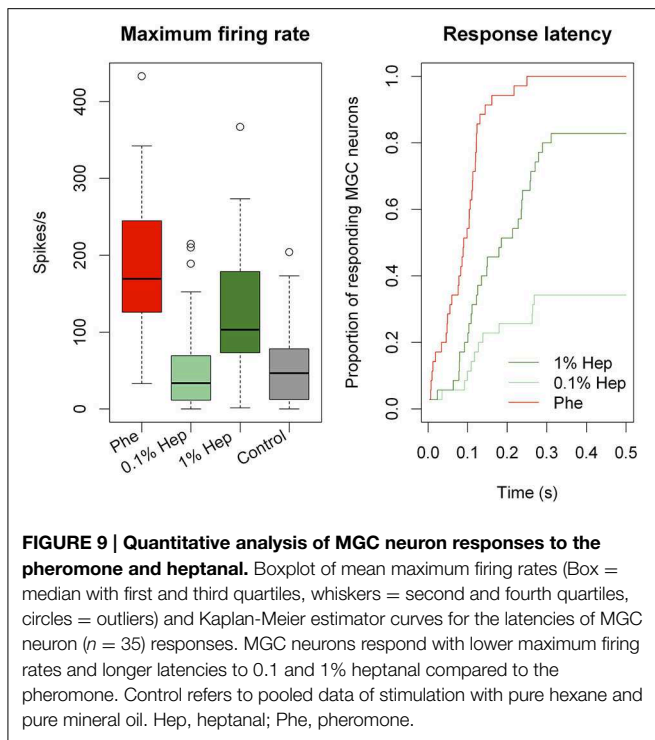 Maximum firing rate
Response latency
Spikes/s
0
100
200
300
400
Phe
0.1% Hep
1% Hep
Control
Proportion of responding MGC neurons
0.0
0.2
0.4
0.6
0.8
1.0
1% Hep
0.1% Hep
Phe
0.0 0.1 0.2 0.3 0.4 0.5
Time (s)
FIGURE 9 | Quantitative analysis of MGC neuron responses to the
pheromone and heptanal. Boxplot of mean maximum firing rates (Box =
median with first and third quartiles, whiskers = second and fourth quartiles,
circles = outliers) and Kaplan-Meier estimator curves for the latencies of MGC
neuron (n = 35) responses. MGC neurons respond with lower maximum firing
rates and longer latencies to 0.1 and 1% heptanal compared to the
pheromone. Control refers to pooled data of stimulation with pure hexane and
pure mineral oil. Hep, heptanal; Phe, pheromone.